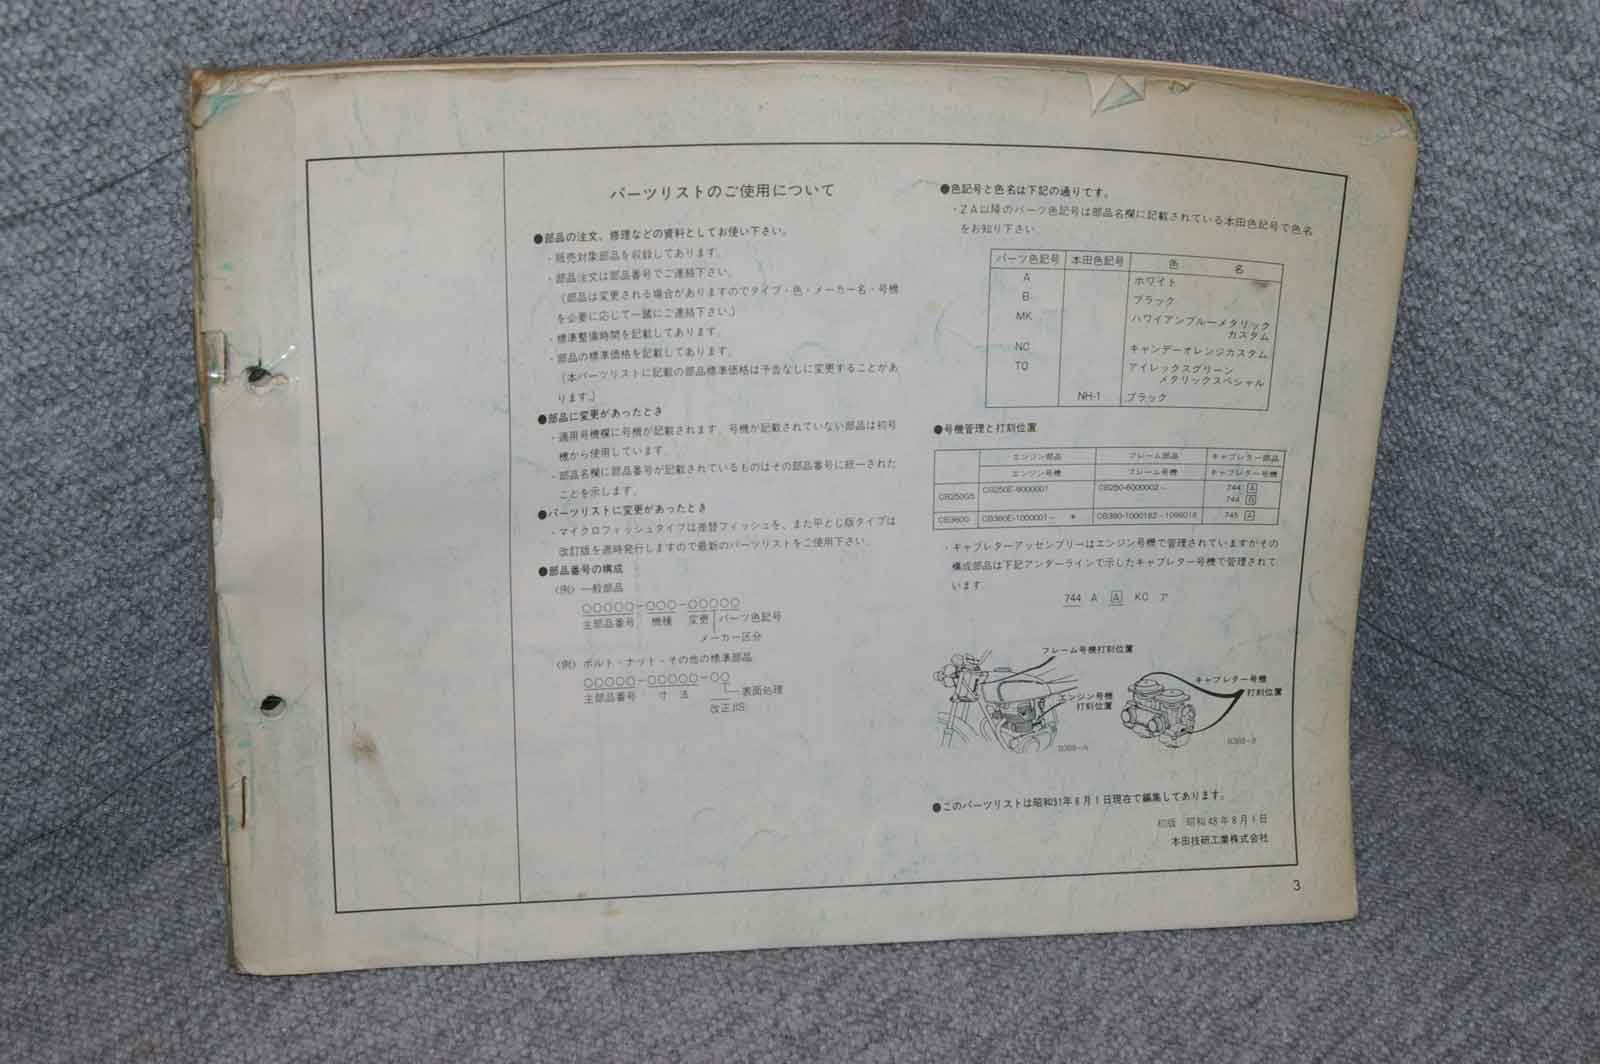 パーツリストのご使用について
●部品の注文、修理などの資料としてお使い下さい。
・販売対象部品を収録してあります。
・部品注文は部品番号でご連絡下さい。
(部品は変更される場合がありますのでタイプ・色・メーカー名・号機
を必要に応じて一諸にご連絡下さい。)
・標準整備時間を記載してあります。
・部品の標準価格を記載してあります。
(本パーツリストに記載の部品標準価格は予告なしに変更することがあ
ります。)
●部品に変更があったとき
・適用号機欄に号機が記載されます。号機が記載されていない部品は初号
機から使用しています。
・部品名欄に部品番号が記載されているものはその部品番号に統一された
ことを示します。
●パーツリストに変更があったとき
・マイクロフィッシュタイプは差替フィッシュを、また平とじ版タイプは
改訂版を適時発行しますので最新のパーツリストをご使用下さい。
●部品番号の構成
〈例〉一般部品
○○○○○-○○○-○○○○○
主部品番号 機種 変更 パーツ色記号
メーカー区分
〈例〉ボルト・ナット・その他の標準部品
○○○○○-○○○○○-○○
主部品番号 寸法 表面処理
改正JIS
●色記号と色名は下記の通りです。
・ZA以降のパーツ色記号は部品名欄に記載されている本田色記号で色名
をお知り下さい。
パーツ色記号 本田色記号 色名
A ホワイト
B ブラック
MK ハワイアンブルーメタリック
カスタム
NC キャンデーオレンジカスタム
TQ アイレックスグリーン
メタリックスペシャル
NH-1 ブラック
●号機管理と打刻位置
エンジン部品 フレーム部品 キャブレター部品
エンジン号機 フレーム号機 キャブレター号機
CB250E-6000001 CB250-6000002~ 744 A
744
CB360E-1000001~ 745 A
・キャブレターアッセンブリーはエンジン号機で管理されていますがその
構成部品は下記アンダーラインで示したキャブレター号機で管理されて
います。
744 A A KC ア
フレーム号機打刻位置
エンジン号機
打刻位置
キャブレター号機
打刻位置
●このパーツリストは昭和51年6月1日現在で編集してあります。
初版 昭和48年8月1日
本田技研工業株式会社
3